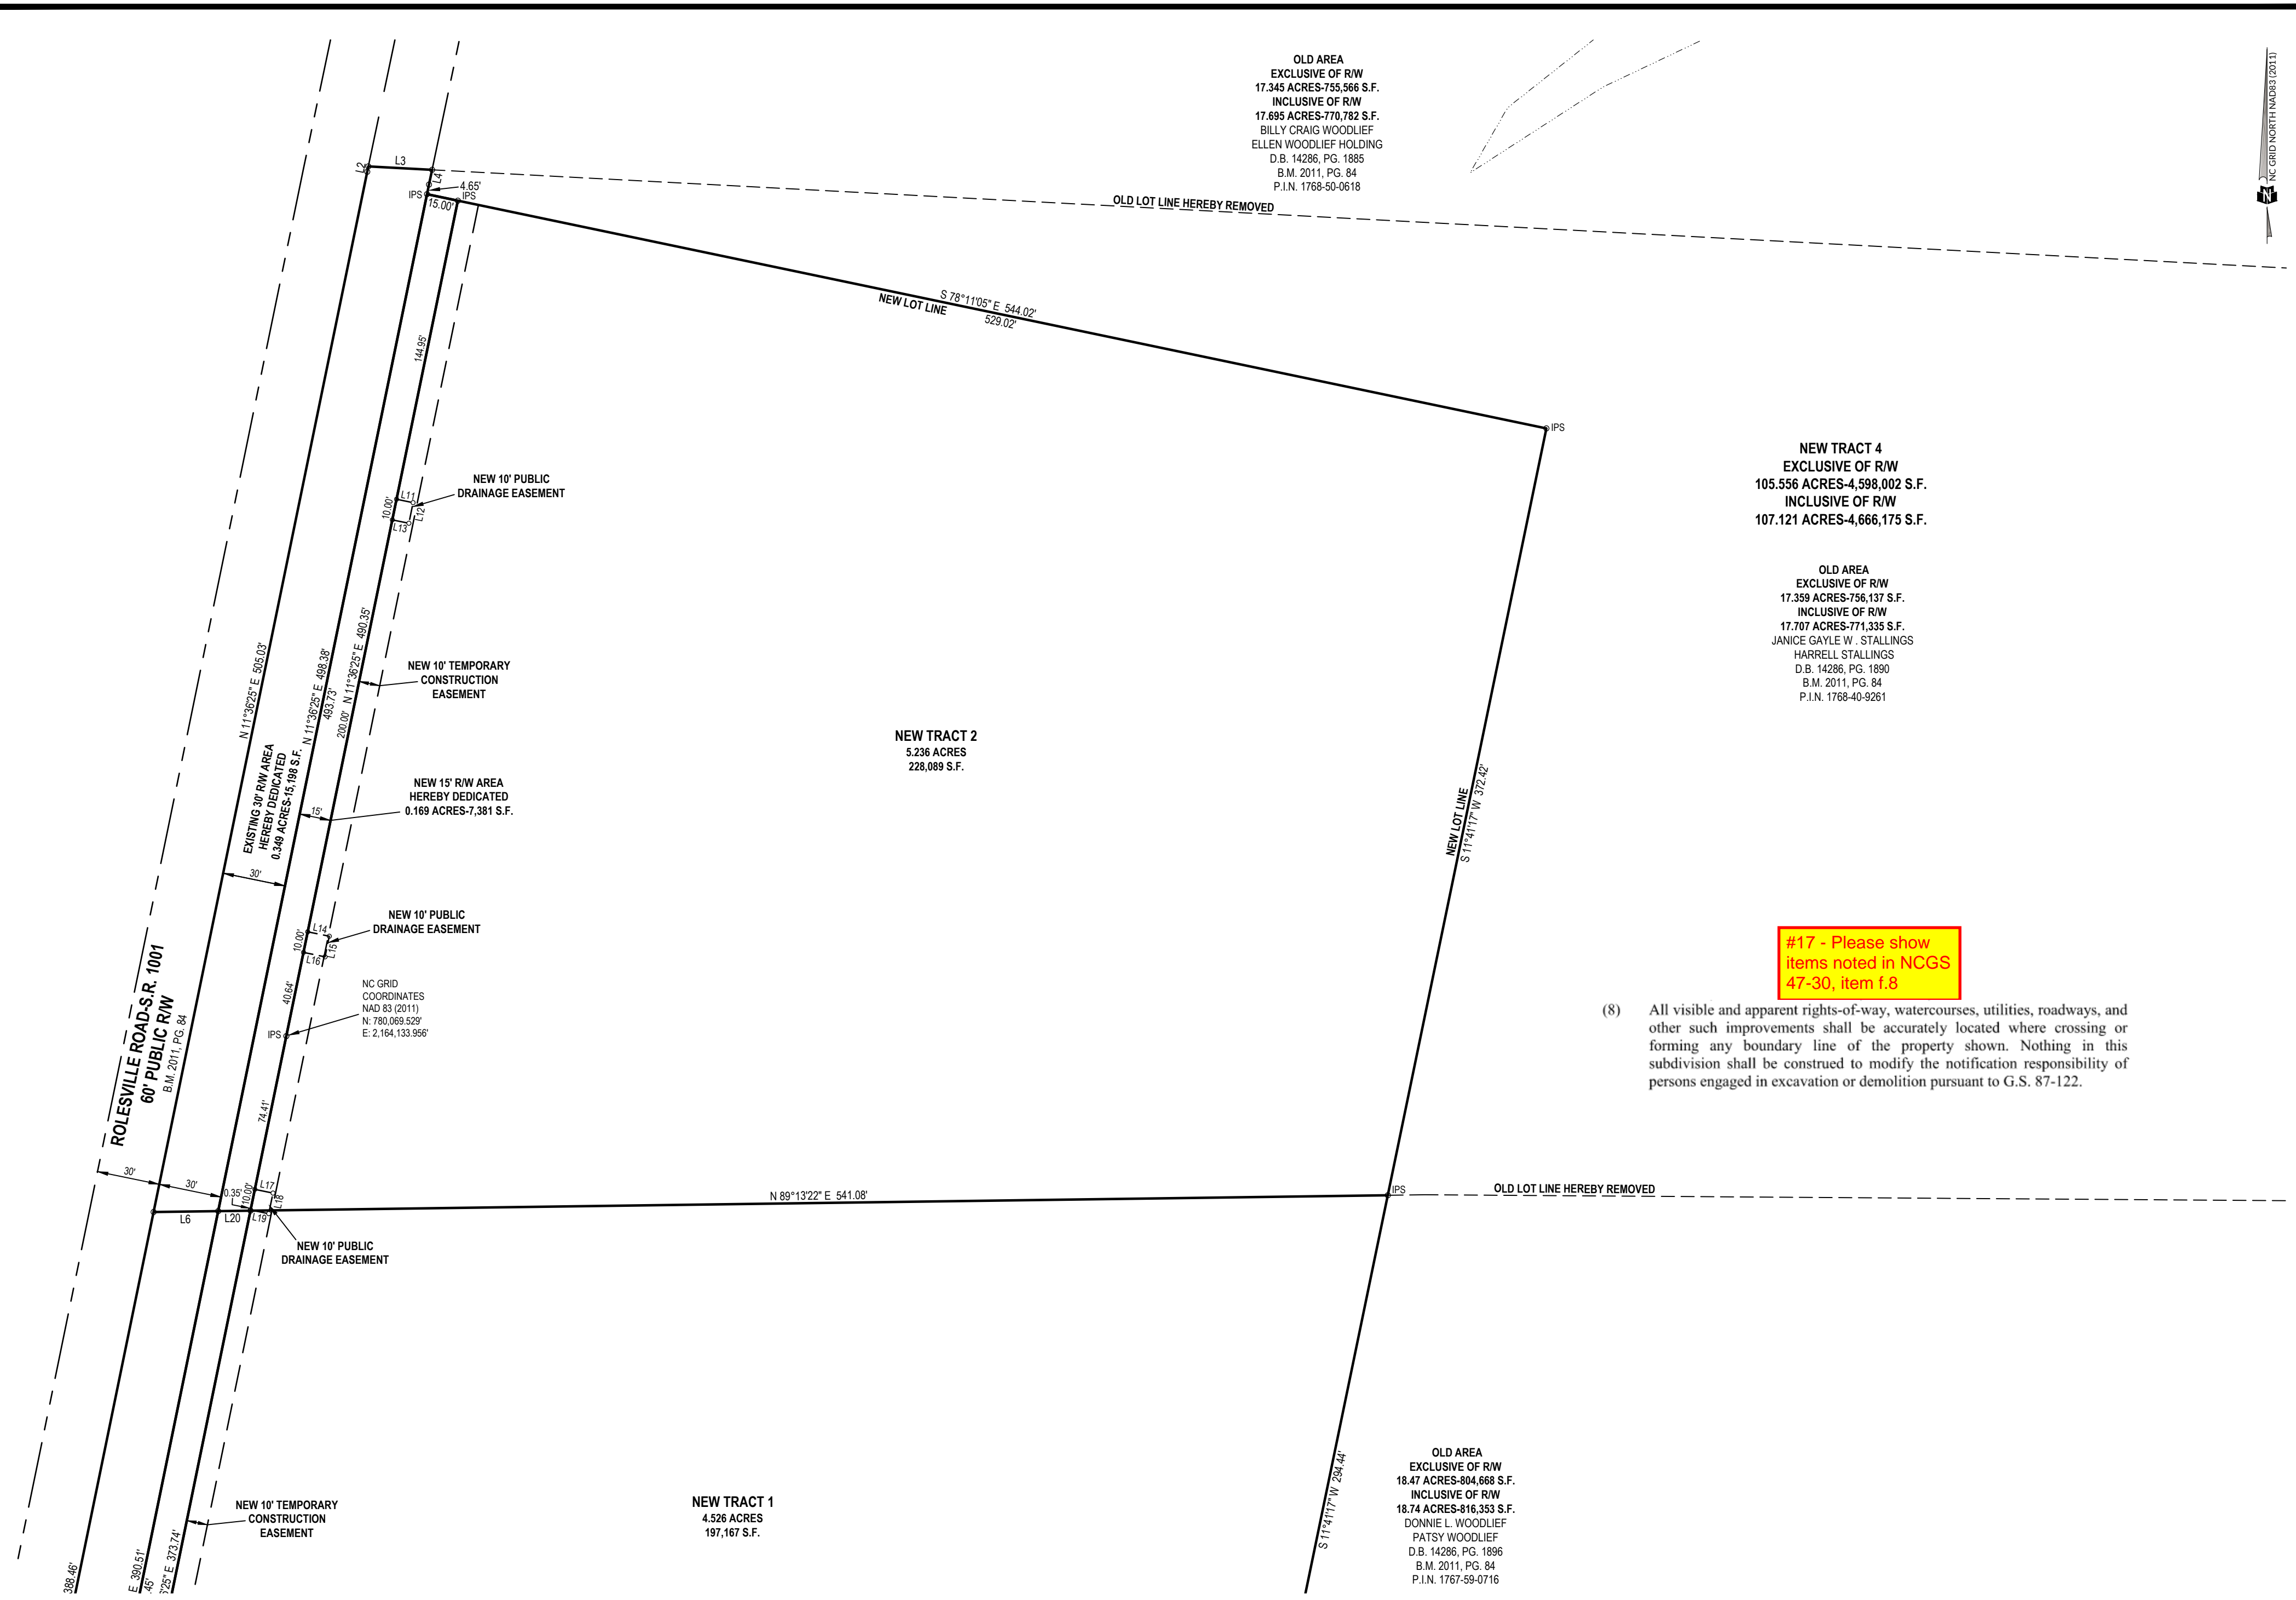 OLD AREA
EXCLUSIVE OF R/W
17.345 ACRES-755,566 S.F.
INCLUSIVE OF R/W
17.695 ACRES-770,782 S.F.
BILLY CRAIG WOODLIEF
ELLEN WOODLIEF HOLDING
D.B. 14286, PG. 1885
B.M. 2011, PG. 84
P.I.N. 1768-50-0618
NC GRID NORTH NAD83 (2011)
N
L2
L3
L4
4.65'
IPS
IPS
15.00'
OLD LOT LINE HEREBY REMOVED
S 78°11'05" E 544.02'
NEW LOT LINE
529.02'
144.95'
IPS
NEW TRACT 4
EXCLUSIVE OF R/W
105.556 ACRES-4,598,002 S.F.
INCLUSIVE OF R/W
107.121 ACRES-4,666,175 S.F.
NEW 10' PUBLIC
DRAINAGE EASEMENT
L11
10.00'
L12
L13
OLD AREA
EXCLUSIVE OF R/W
17.359 ACRES-756,137 S.F.
INCLUSIVE OF R/W
17.707 ACRES-771,335 S.F.
JANICE GAYLE W . STALLINGS
HARRELL STALLINGS
D.B. 14286, PG. 1890
B.M. 2011, PG. 84
P.I.N. 1768-40-9261
N 11°36'25" E 505.03'
N 11°36'25" E 498.38'
493.73'
200.00'
N 11°36'25" E 490.35'
NEW 10' TEMPORARY
CONSTRUCTION
EASEMENT
NEW TRACT 2
5.236 ACRES
228,089 S.F.
EXISTING 30' R/W AREA
HEREBY DEDICATED
0.349 ACRES-15,198 S.F.
NEW 15' R/W AREA
HEREBY DEDICATED
0.169 ACRES-7,381 S.F.
15'
30'
NEW LOT LINE
S 11°41'17" W 372.42'
NEW 10' PUBLIC
DRAINAGE EASEMENT
L14
10.00'
L15
L16
#17 - Please show
items noted in NCGS
47-30, item f.8
(8) All visible and apparent rights-of-way, watercourses, utilities, roadways, and
other such improvements shall be accurately located where crossing or
forming any boundary line of the property shown. Nothing in this
subdivision shall be construed to modify the notification responsibility of
persons engaged in excavation or demolition pursuant to G.S. 87-122.
NC GRID
COORDINATES
NAD 83 (2011)
N: 780,069.529'
E: 2,164,133.956'
40.64'
IPS
ROLESVILLE ROAD-S.R. 1001
60' PUBLIC R/W
B.M. 2011, PG. 84
74.41'
30'
30'
0.35'
10.00'
L17
L18
L6
L20
L19
N 89°13'22" E 541.08'
IPS
OLD LOT LINE HEREBY REMOVED
NEW 10' PUBLIC
DRAINAGE EASEMENT
NEW 10' TEMPORARY
CONSTRUCTION
EASEMENT
NEW TRACT 1
4.526 ACRES
197,167 S.F.
S 11°41'17" W 294.44'
OLD AREA
EXCLUSIVE OF R/W
18.47 ACRES-804,668 S.F.
INCLUSIVE OF R/W
18.74 ACRES-816,353 S.F.
DONNIE L. WOODLIEF
PATSY WOODLIEF
D.B. 14286, PG. 1896
B.M. 2011, PG. 84
P.I.N. 1767-59-0716
388.46'
E 390.51'
.45'
6'25" E 373.74'